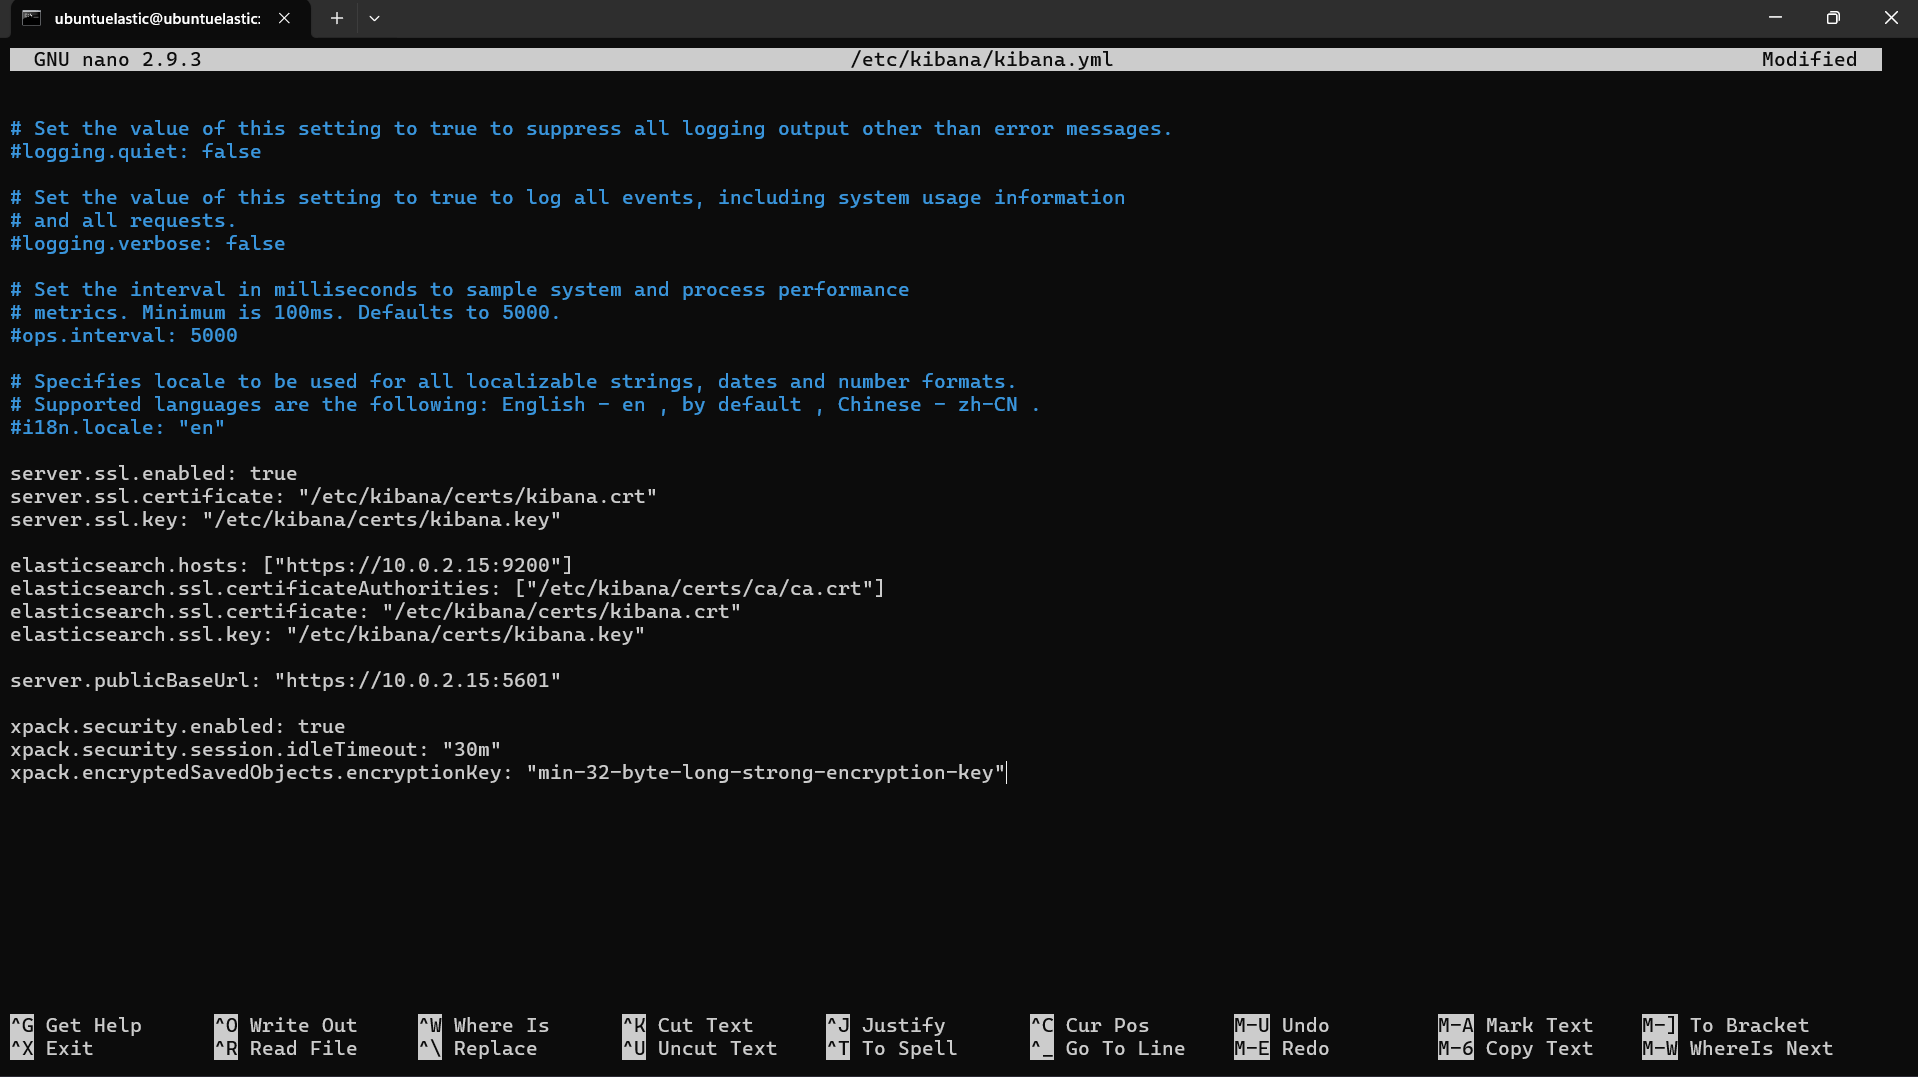 ubuntuelastic@ubuntuelastic:
GNU nano 2.9.3 /etc/kibana/kibana.yml Modified
# Set the value of this setting to true to suppress all logging output other than error messages.
#logging.quiet: false
# Set the value of this setting to true to log all events, including system usage information
# and all requests.
#logging.verbose: false
# Set the interval in milliseconds to sample system and process performance
# metrics. Minimum is 100ms. Defaults to 5000.
#ops.interval: 5000
# Specifies locale to be used for all localizable strings, dates and number formats.
# Supported languages are the following: English - en , by default , Chinese - zh-CN .
#i18n.locale: "en"
server.ssl.enabled: true
server.ssl.certificate: "/etc/kibana/certs/kibana.crt"
server.ssl.key: "/etc/kibana/certs/kibana.key"
elasticsearch.hosts: ["https://10.0.2.15:9200"]
elasticsearch.ssl.certificateAuthorities: ["/etc/kibana/certs/ca/ca.crt"]
elasticsearch.ssl.certificate: "/etc/kibana/certs/kibana.crt"
elasticsearch.ssl.key: "/etc/kibana/certs/kibana.key"
server.publicBaseUrl: "https://10.0.2.15:5601"
xpack.security.enabled: true
xpack.security.session.idleTimeout: "30m"
xpack.encryptedSavedObjects.encryptionKey: "min-32-byte-long-strong-encryption-key"
^G Get Help ^O Write Out ^W Where Is ^K Cut Text ^J Justify ^C Cur Pos M-U Undo M-A Mark Text M-] To Bracket
^X Exit ^R Read File ^\ Replace ^U Uncut Text ^T To Spell ^_ Go To Line M-E Redo M-6 Copy Text M-W WhereIs Next